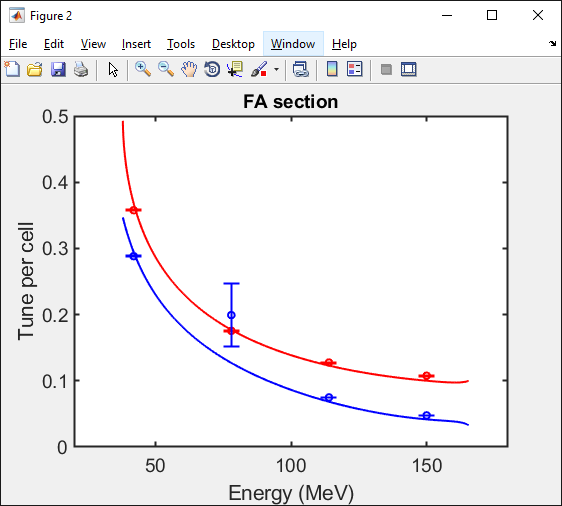 Figure 2
File Edit View Insert Tools Desktop Window Help
FA section
0.5
0.4
0.3
0.2
0.1
0
Tune per cell
50 100 150
Energy (MeV)